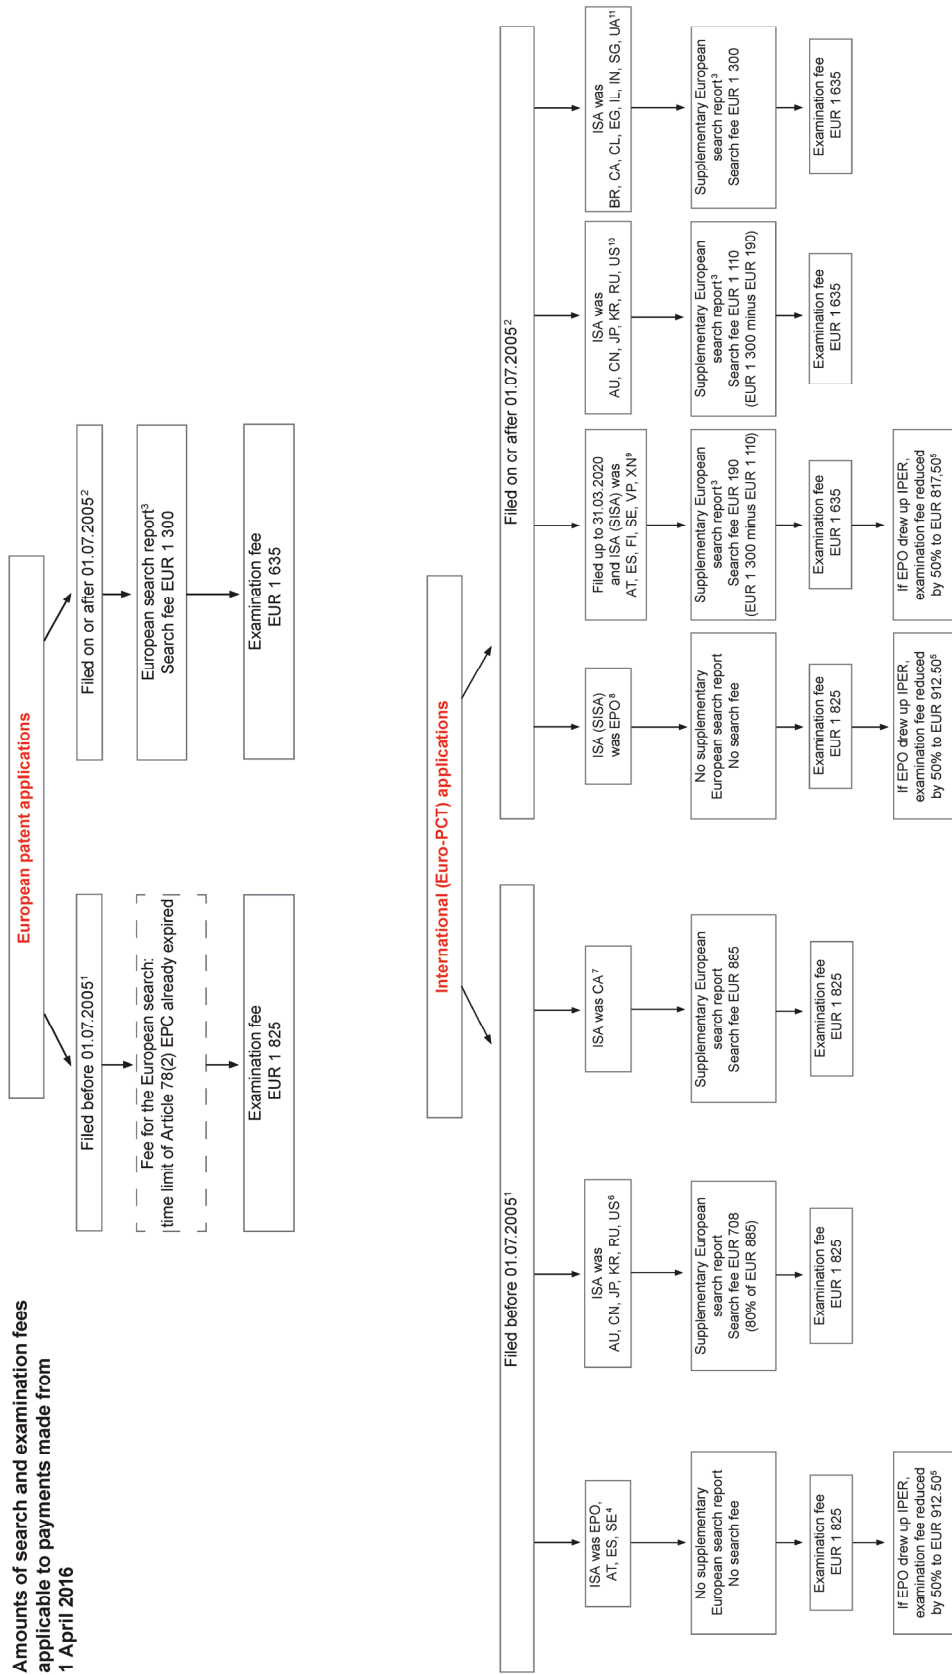 Amounts of search and examination fees
applicable to payments made from
1 April 2016
European patent applications
Filed before 01.07.2005¹
Fee for the European search:
time limit of Article 78(2) EPC already expired
Examination fee
EUR 1 825
Filed on or after 01.07.2005²
European search report³
Search fee EUR 1 300
Examination fee
EUR 1 635
International (Euro-PCT) applications
Filed before 01.07.2005¹
ISA was EPO,
AT, ES, SE⁴
No supplementary
European search report
No search fee
Examination fee
EUR 1 825
If EPO drew up IPER,
examination fee reduced
by 50% to EUR 912.50⁵
ISA was
AU, CN, JP, KR, RU, US⁶
Supplementary European
search report
Search fee EUR 708
(80% of EUR 885)
Examination fee
EUR 1 825
ISA was CA⁷
Supplementary European
search report
Search fee EUR 885
Examination fee
EUR 1 825
Filed on or after 01.07.2005²
ISA (SISA)
was EPO⁸
No supplementary
European search report
No search fee
Examination fee
EUR 1 825
If EPO drew up IPER,
examination fee reduced
by 50% to EUR 912.50⁵
Filed up to 31.03.2020
and ISA (SISA) was
AT, ES, FI, SE, VP, XN⁹
Supplementary European
search report³
Search fee EUR 190
(EUR 1 300 minus EUR 1 110)
Examination fee
EUR 1 635
If EPO drew up IPER,
examination fee reduced
by 50% to EUR 817,50⁵
ISA was
AU, CN, JP, KR, RU, US¹⁰
Supplementary European
search report³
Search fee EUR 1 110
(EUR 1 300 minus EUR 190)
Examination fee
EUR 1 635
ISA was
BR, CA, CL, EG, IL, IN, SG, UA¹¹
Supplementary European
search report³
Search fee EUR 1 300
Examination fee
EUR 1 635